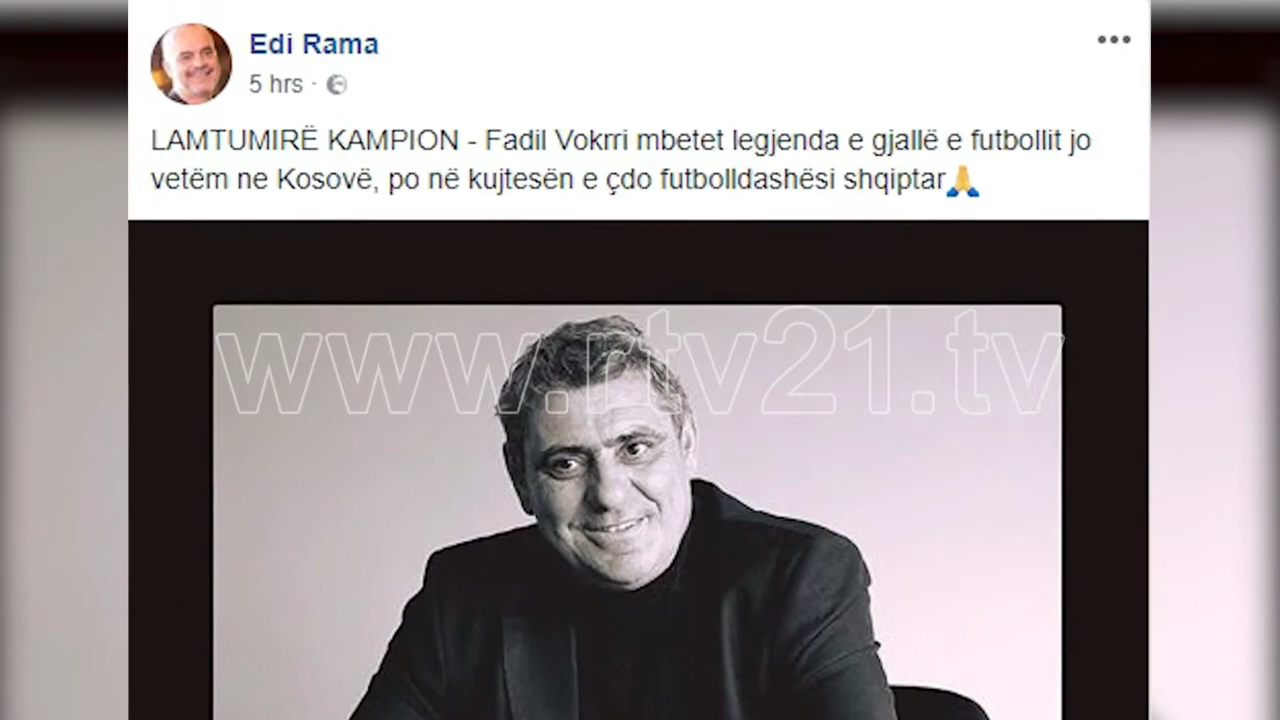 Edi Rama
5 hrs ·
LAMTUMIRË KAMPION - Fadil Vokrri mbetet legjenda e gjallë e futbollit jo
vetëm ne Kosovë, po në kujtesën e çdo futbolldashësi shqiptar🙏
www.rtv21.tv